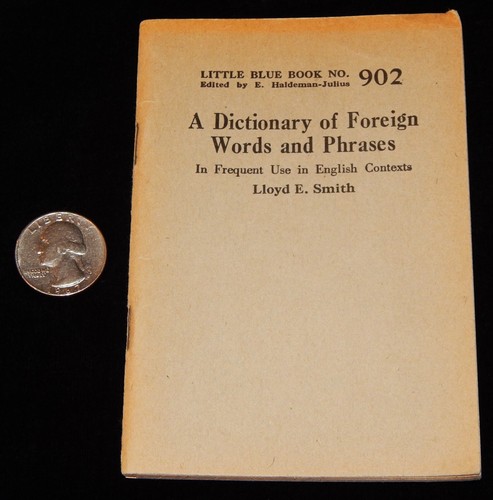 LITTLE BLUE BOOK NO. 902
Edited by E. Haldeman-Julius
A Dictionary of Foreign
Words and Phrases
In Frequent Use in English Contexts
Lloyd E. Smith
LIBERTY